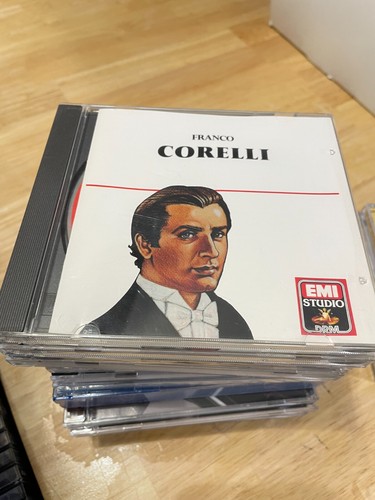 FRANCO
CORELLI
EMI
STUDIO
DRM